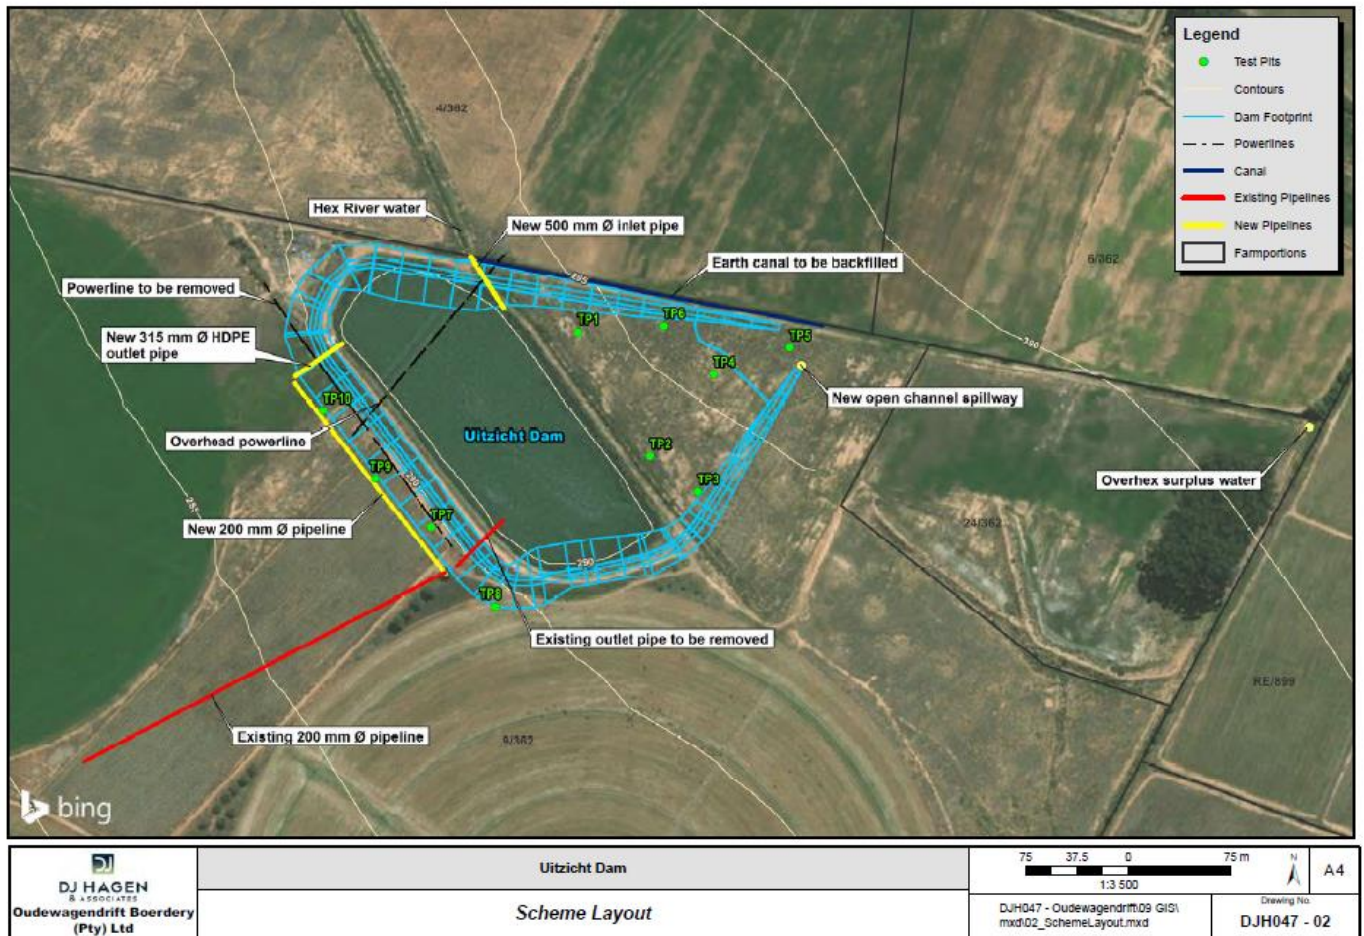 Legend
Test Pits
Contours
Dam Footprint
Powerlines
Canal
Existing Pipelines
New Pipelines
Farmportions
4/362
Hex River water
New 500 mm Ø inlet pipe
6/362
Earth canal to be backfilled
295
Powerline to be removed
New 315 mm Ø HDPE
outlet pipe
TP1
TP6
TP5
300
TP4
New open channel spillway
TP10
Overhead powerline
Uitzicht Dam
TP2
TP9
290
TP3
Overhex surplus water
New 200 mm Ø pipeline
TP7
24/362
290
TP8
Existing outlet pipe to be removed
RE/899
Existing 200 mm Ø pipeline
bing
DJ
DJ HAGEN
& ASSOCIATES
Oudewagendrift Boerdery
(Pty) Ltd
Uitzicht Dam
Scheme Layout
75 37.5 0 75 m
1:3 500
N
A4
DJH047 - Oudewagendrift\09 GIS\
mxd\02_SchemeLayout.mxd
Drawing No.
DJH047 - 02